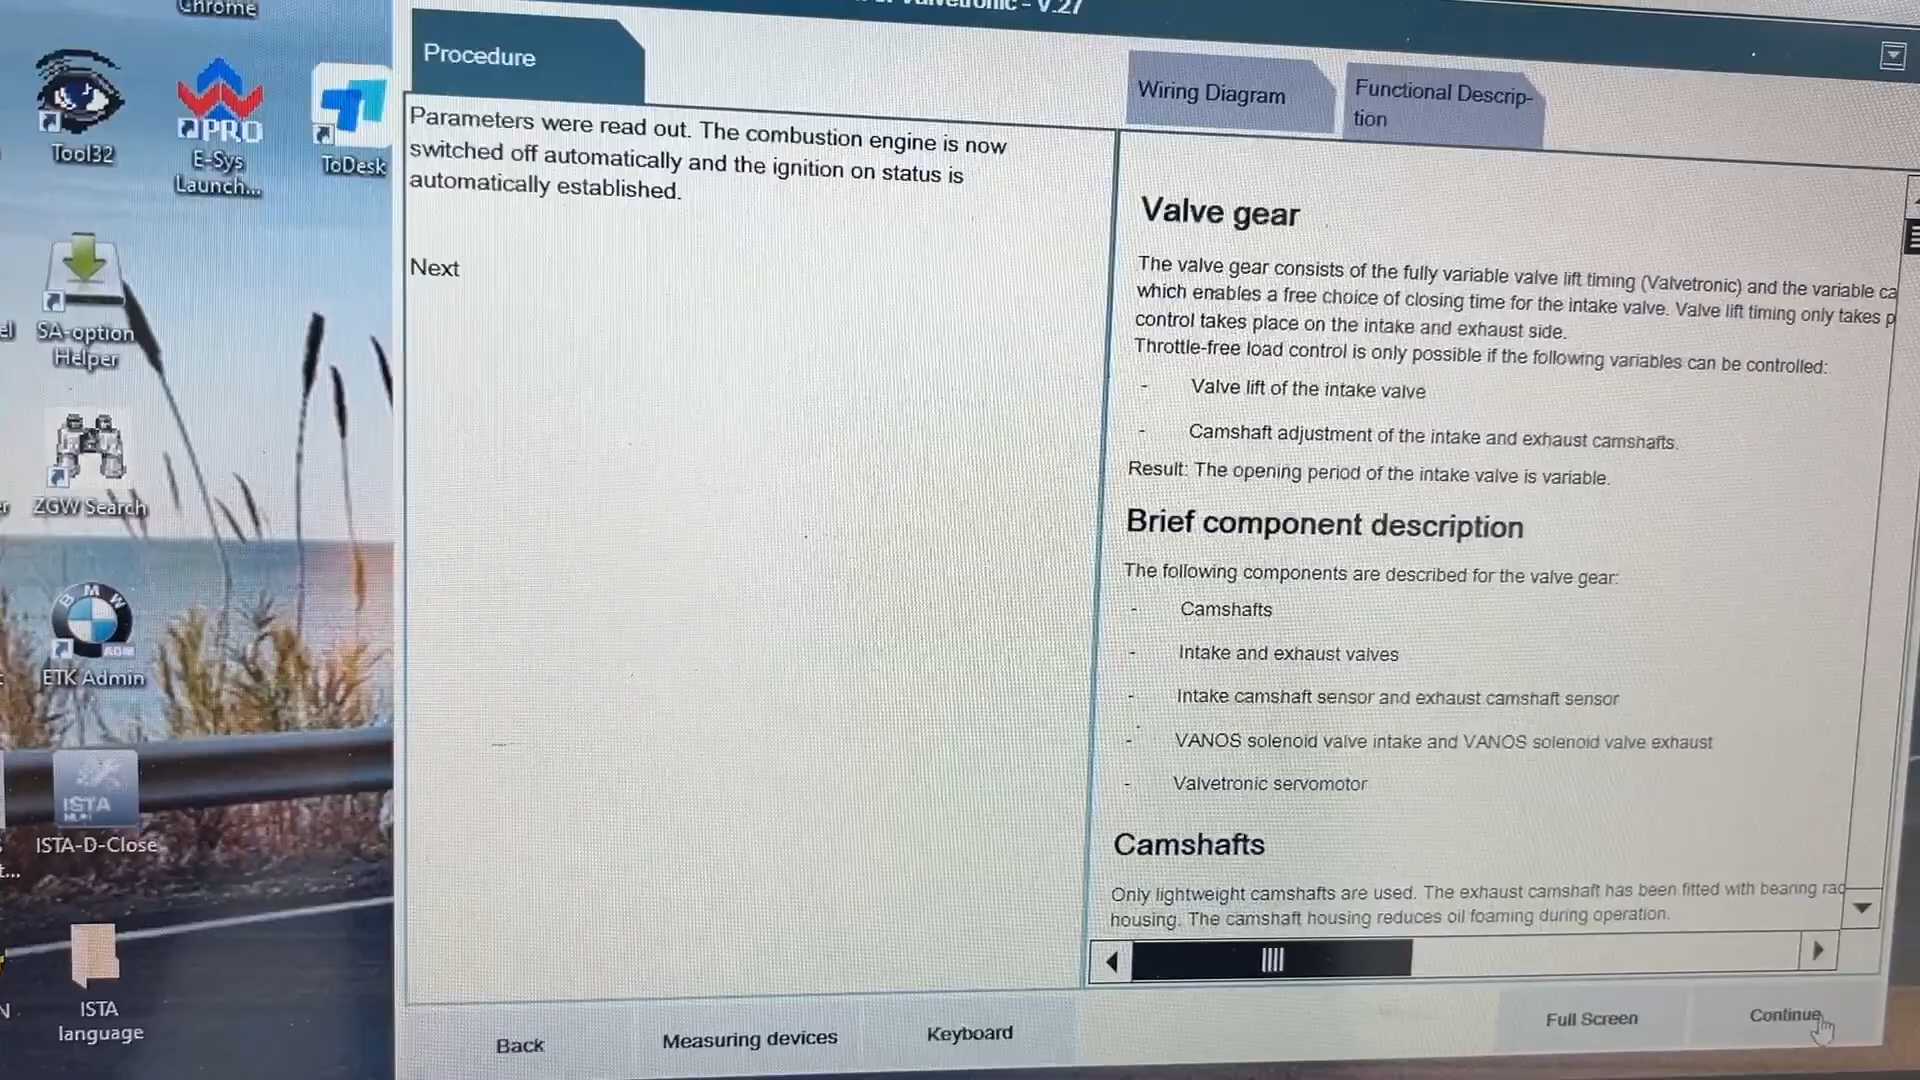 Chrome
Valvetronic - V.27
Procedure
Wiring Diagram
Functional Descrip-
tion
Parameters were read out. The combustion engine is now
switched off automatically and the ignition on status is
automatically established.
Next
Valve gear
The valve gear consists of the fully variable valve lift timing (Valvetronic) and the variable ca
which enables a free choice of closing time for the intake valve. Valve lift timing only takes p
control takes place on the intake and exhaust side.
Throttle-free load control is only possible if the following variables can be controlled:
- Valve lift of the intake valve
- Camshaft adjustment of the intake and exhaust camshafts.
Result: The opening period of the intake valve is variable.
Brief component description
The following components are described for the valve gear:
- Camshafts
- Intake and exhaust valves
- Intake camshaft sensor and exhaust camshaft sensor
- VANOS solenoid valve intake and VANOS solenoid valve exhaust
- Valvetronic servomotor
Camshafts
Only lightweight camshafts are used. The exhaust camshaft has been fitted with bearing rac
housing. The camshaft housing reduces oil foaming during operation.
Back
Measuring devices
Keyboard
Full Screen
Continue
Tool32
PRO
E-Sys
Launch...
ToDesk
SA-option
Helper
ZGW Search
BMW
ADM
ETK Admin
ISTA
ISTA-D-Close
ISTA
language